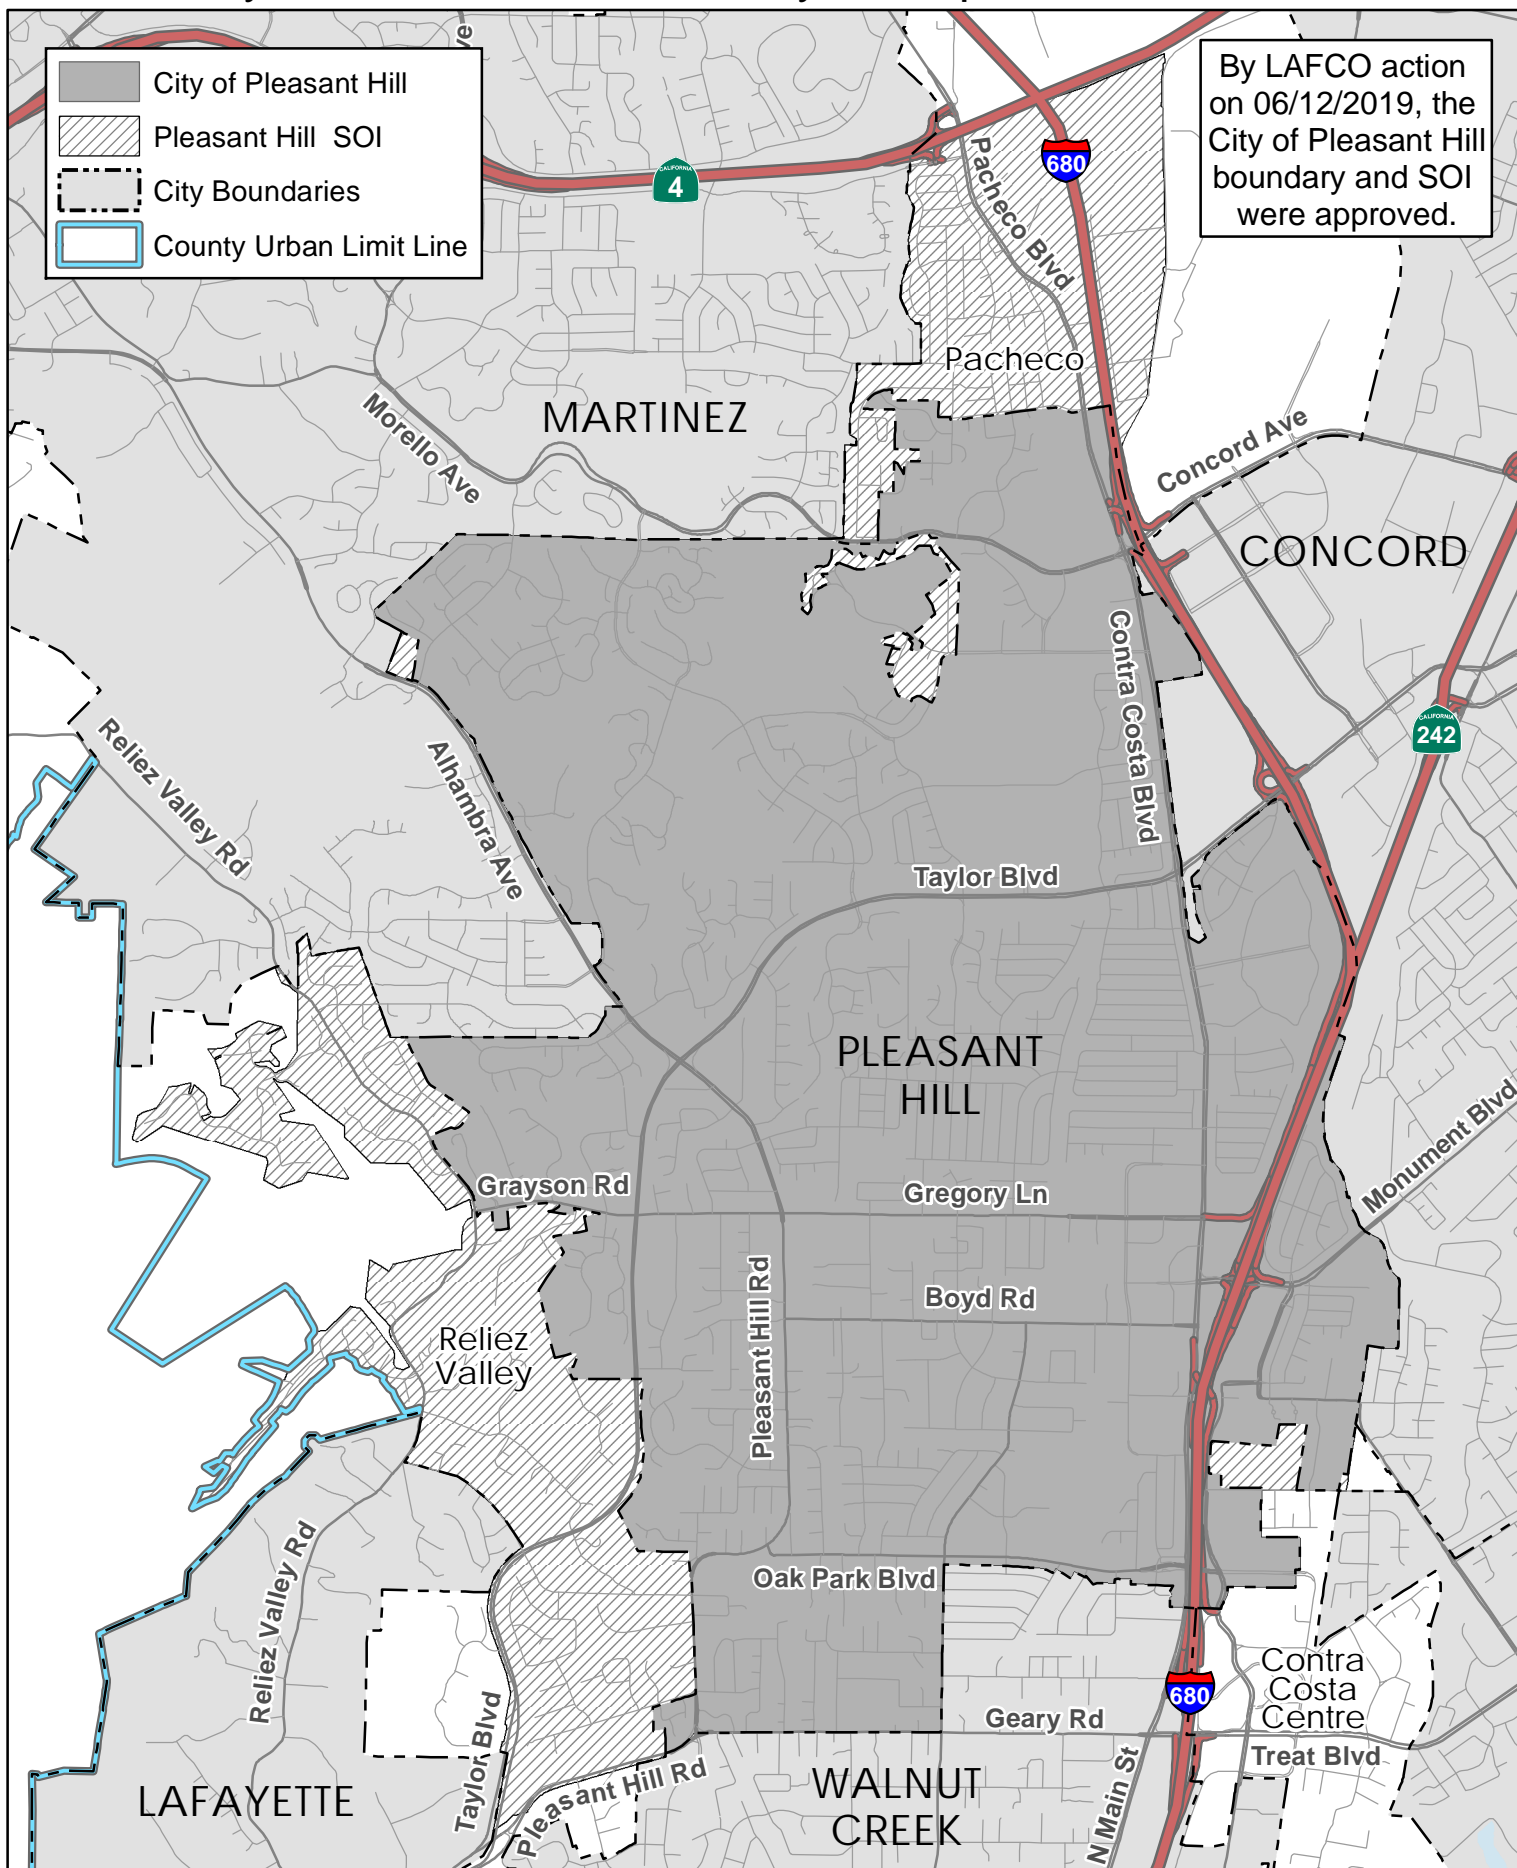 City of Pleasant Hill
Pleasant Hill  SOI
City Boundaries
County Urban Limit Line
By LAFCO action
on 06/12/2019, the
City of Pleasant Hill
boundary and SOI
were approved.
CALIFORNIA
4
680
Pacheco Blvd
Pacheco
MARTINEZ
Morello Ave
Concord Ave
CONCORD
Contra Costa Blvd
CALIFORNIA
242
Reliez Valley Rd
Alhambra Ave
Taylor Blvd
PLEASANT
HILL
Monument Blvd
Grayson Rd
Gregory Ln
Pleasant Hill Rd
Boyd Rd
Reliez
Valley
Oak Park Blvd
Reliez Valley Rd
Contra
Costa
Centre
680
Geary Rd
Treat Blvd
Taylor Blvd
Pleasant Hill Rd
N Main St
LAFAYETTE
WALNUT
CREEK